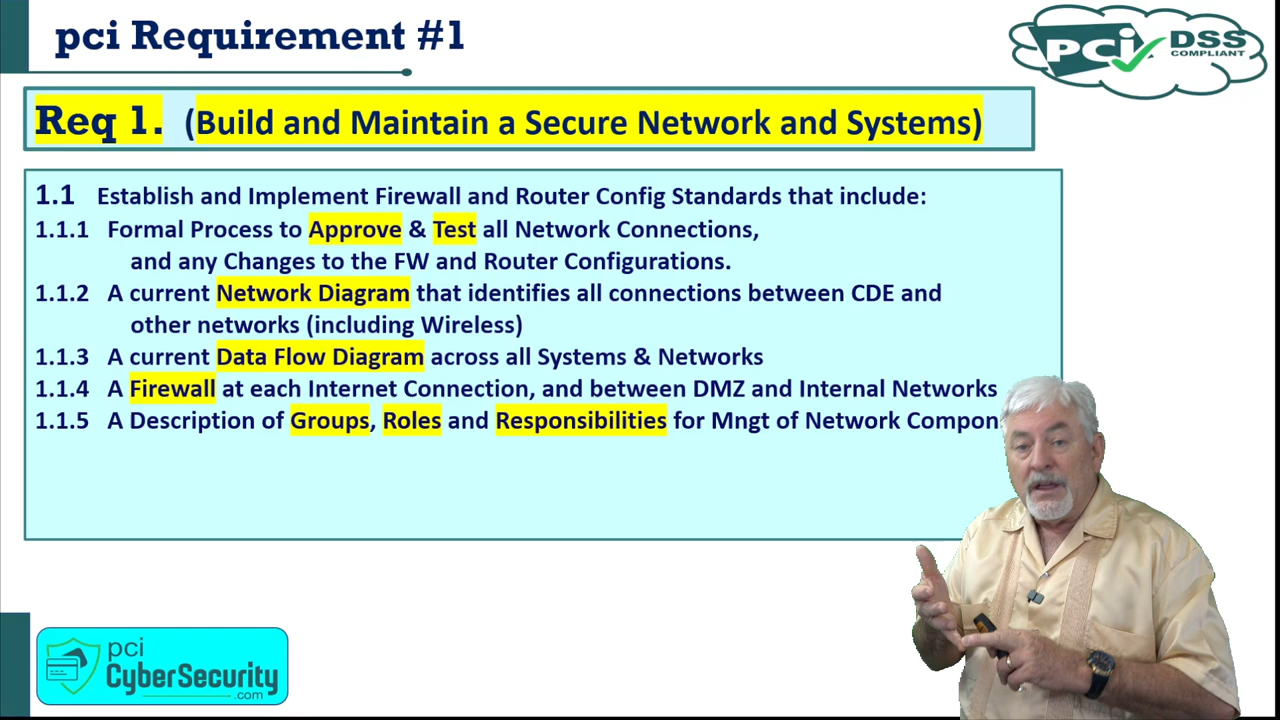 pci Requirement #1
PCi DSS
COMPLIANT
Req 1. (Build and Maintain a Secure Network and Systems)
1.1 Establish and Implement Firewall and Router Config Standards that include:
1.1.1 Formal Process to Approve & Test all Network Connections,
and any Changes to the FW and Router Configurations.
1.1.2 A current Network Diagram that identifies all connections between CDE and
other networks (including Wireless)
1.1.3 A current Data Flow Diagram across all Systems & Networks
1.1.4 A Firewall at each Internet Connection, and between DMZ and Internal Networks
1.1.5 A Description of Groups, Roles and Responsibilities for Mngt of Network Compon
pci
CyberSecurity
.com